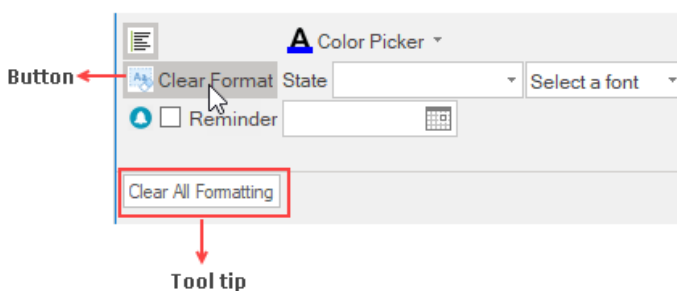 A Color Picker
Button Clear Format State Select a font
Reminder
Clear All Formatting
Tool tip